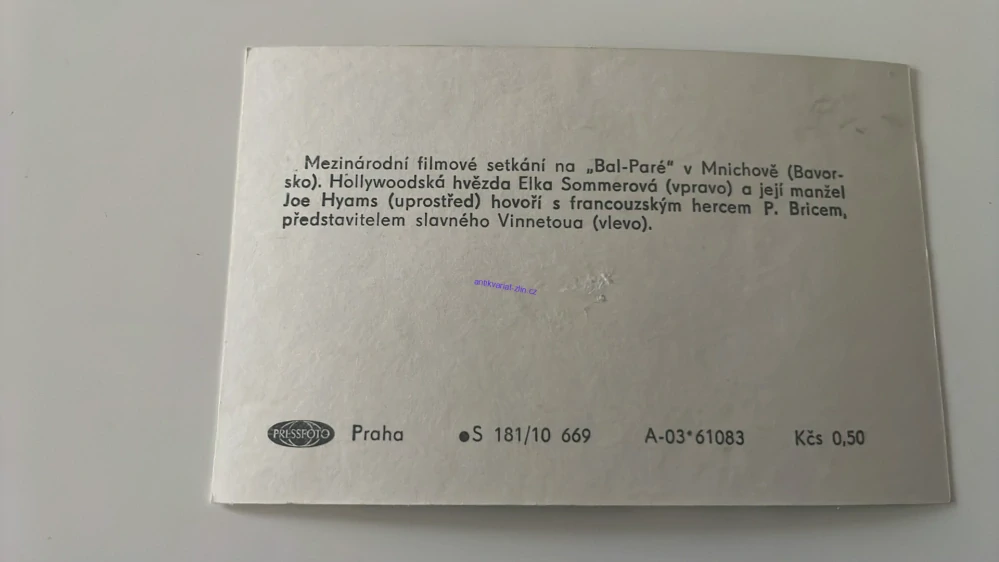 Mezinárodní filmové setkání na „Bal-Paré“ v Mnichově (Bavor-
sko). Hollywoodská hvězda Elka Sommerová (vpravo) a její manžel
Joe Hyams (uprostřed) hovoří s francouzským hercem P. Bricem,
představitelem slavného Vinnetoua (vlevo).
antikvariat-zlin.cz
PRESSFOTO Praha ●S 181/10 669 A-03*61083 Kčs 0,50